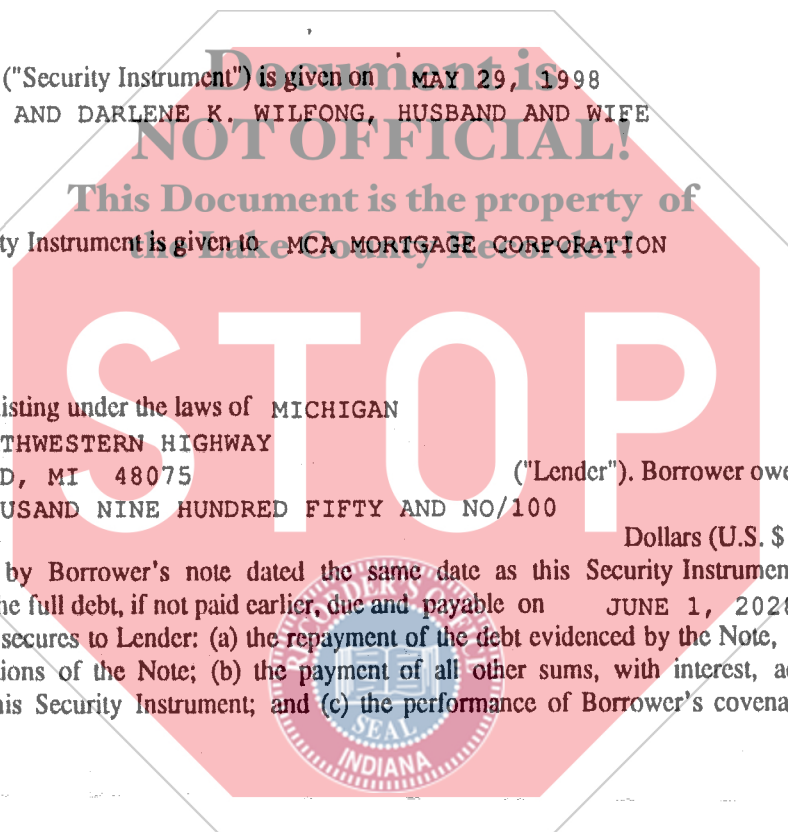 Document is
("Security Instrument") is given on MAY 29, 1998
AND DARLENE K. WILFONG, HUSBAND AND WIFE
NOT OFFICIAL!
This Document is the property of
the Lake County Recorder!
ty Instrument is given to MCA MORTGAGE CORPORATION
STOP
isting under the laws of MICHIGAN
THWESTERN HIGHWAY
D, MI 48075 ("Lender"). Borrower owe
USAND NINE HUNDRED FIFTY AND NO/100
Dollars (U.S. $
by Borrower's note dated the same date as this Security Instrumen
he full debt, if not paid earlier, due and payable on JUNE 1, 2028
secures to Lender: (a) the repayment of the debt evidenced by the Note,
ions of the Note; (b) the payment of all other sums, with interest, a
his Security Instrument; and (c) the performance of Borrower's covena
RECORDER'S OFFICE
SEAL
INDIANA